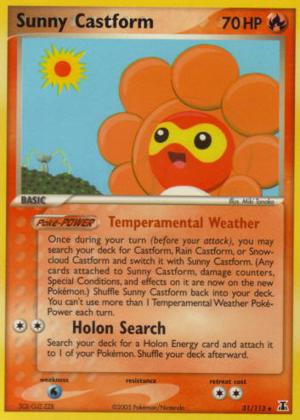 Sunny Castform 70 HP
Illus. Miki Tanaka
BASIC
Poké-POWER Temperamental Weather
Once during your turn (before your attack), you may
search your deck for Castform, Rain Castform, or Snow-
cloud Castform and switch it with Sunny Castform. (Any
cards attached to Sunny Castform, damage counters,
Special Conditions, and effects on it are now on the new
Pokémon.) Shuffle Sunny Castform back into your deck.
You can't use more than 1 Temperamental Weather Poké-
Power each turn.
Holon Search
Search your deck for a Holon Energy card and attach it
to 1 of your Pokémon. Shuffle your deck afterward.
weakness resistance retreat cost
©2005 Pokémon/Nintendo 31/113